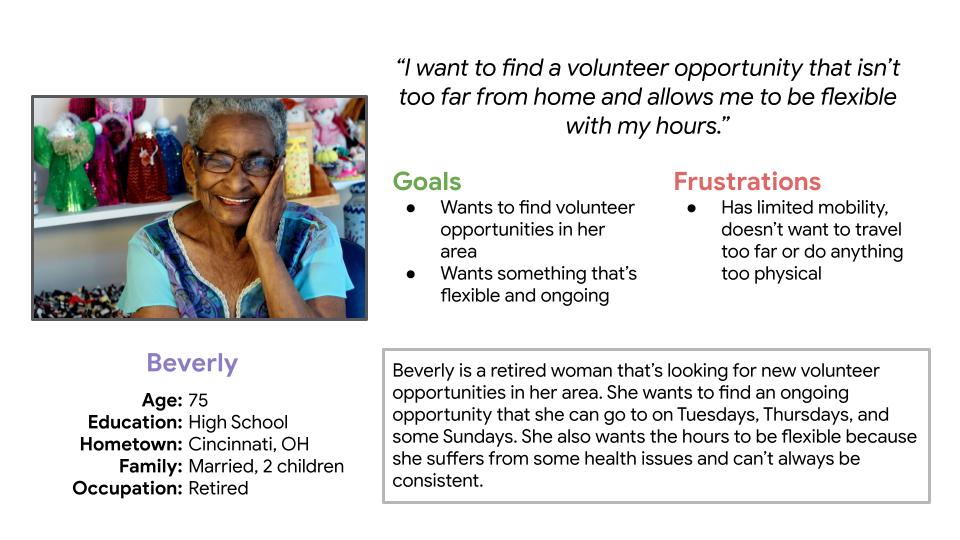 “I want to find a volunteer opportunity that isn’t
too far from home and allows me to be flexible
with my hours.”
Goals
● Wants to find volunteer
opportunities in her
area
● Wants something that’s
flexible and ongoing
Frustrations
● Has limited mobility,
doesn’t want to travel
too far or do anything
too physical
Beverly
Age: 75
Education: High School
Hometown: Cincinnati, OH
Family: Married, 2 children
Occupation: Retired
Beverly is a retired woman that’s looking for new volunteer
opportunities in her area. She wants to find an ongoing
opportunity that she can go to on Tuesdays, Thursdays, and
some Sundays. She also wants the hours to be flexible because
she suffers from some health issues and can’t always be
consistent.